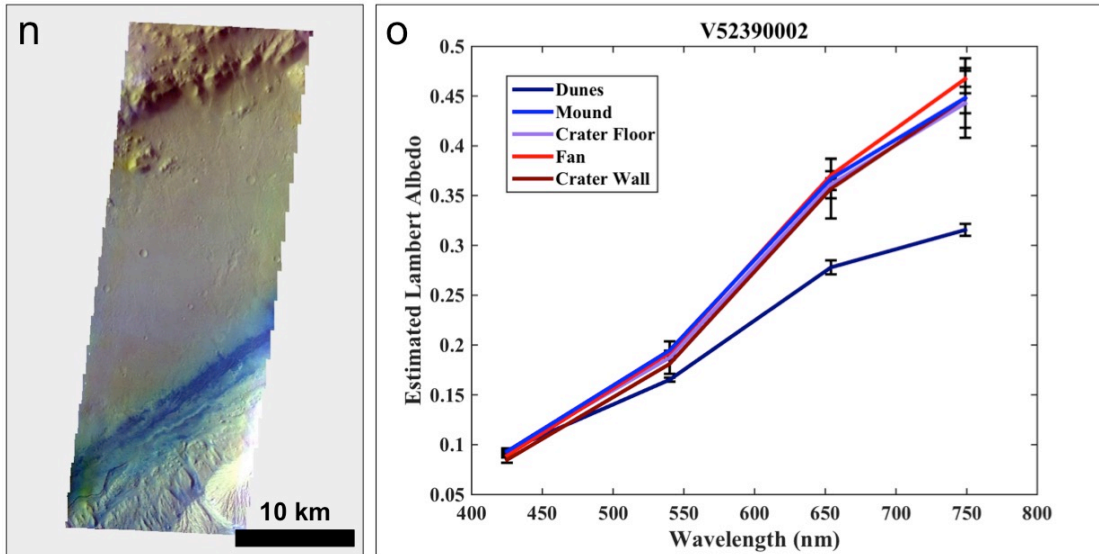 n
10 km
o
V52390002
Dunes
Mound
Crater Floor
Fan
Crater Wall
Estimated Lambert Albedo
0.5
0.45
0.4
0.35
0.3
0.25
0.2
0.15
0.1
0.05
400 450 500 550 600 650 700 750 800
Wavelength (nm)